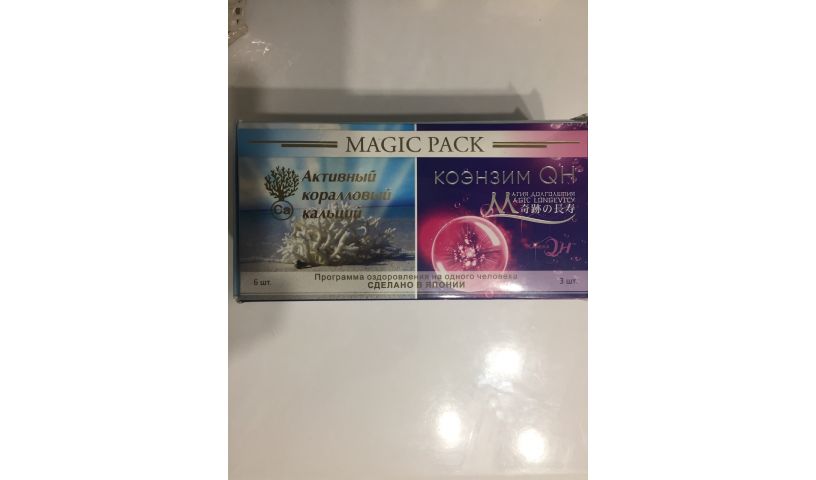 MAGIC PACK
Активный
коралловый
кальций
Ca
КОЭНЗИМ QH
МАГИЯ ДОЛГОЛЕТИЯ
MAGIC LONGEVITY
奇跡の長寿
QH
Программа оздоровления на одного человека
СДЕЛАНО В ЯПОНИИ
6 шт.
3 шт.